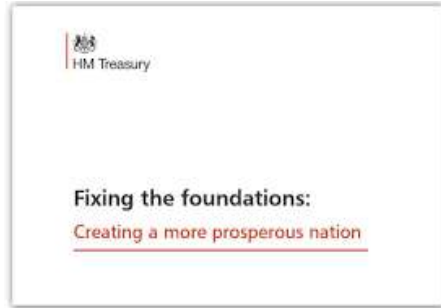 HM Treasury
Fixing the foundations:
Creating a more prosperous nation